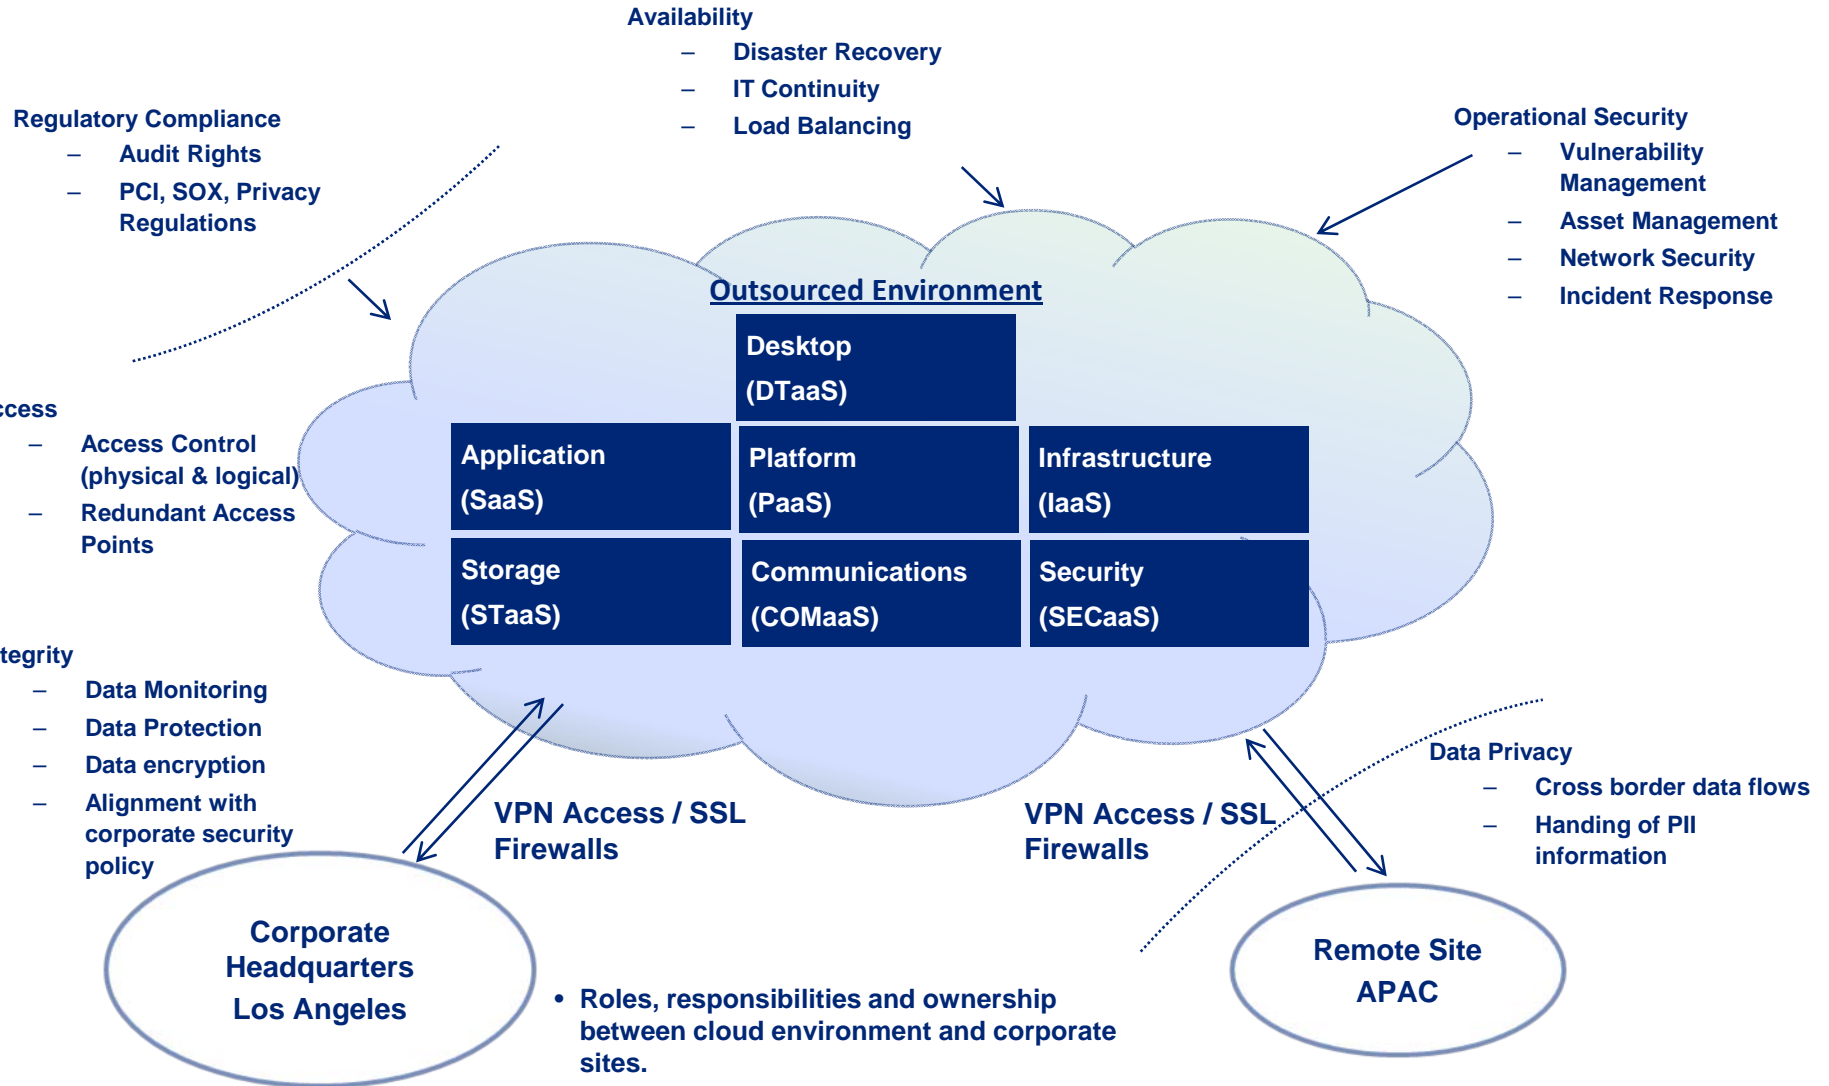 Availability
– Disaster Recovery
– IT Continuity
– Load Balancing
Regulatory Compliance
– Audit Rights
– PCI, SOX, Privacy
Regulations
Operational Security
– Vulnerability
Management
– Asset Management
– Network Security
– Incident Response
Outsourced Environment
Desktop
(DTaaS)
Application
(SaaS)
Platform
(PaaS)
Infrastructure
(IaaS)
Storage
(STaaS)
Communications
(COMaaS)
Security
(SECaaS)
ccess
– Access Control
(physical & logical)
– Redundant Access
Points
tegrity
– Data Monitoring
– Data Protection
– Data encryption
– Alignment with
corporate security
policy
VPN Access / SSL
Firewalls
VPN Access / SSL
Firewalls
Data Privacy
– Cross border data flows
– Handing of PII
information
Corporate
Headquarters
Los Angeles
• Roles, responsibilities and ownership
between cloud environment and corporate
sites.
Remote Site
APAC